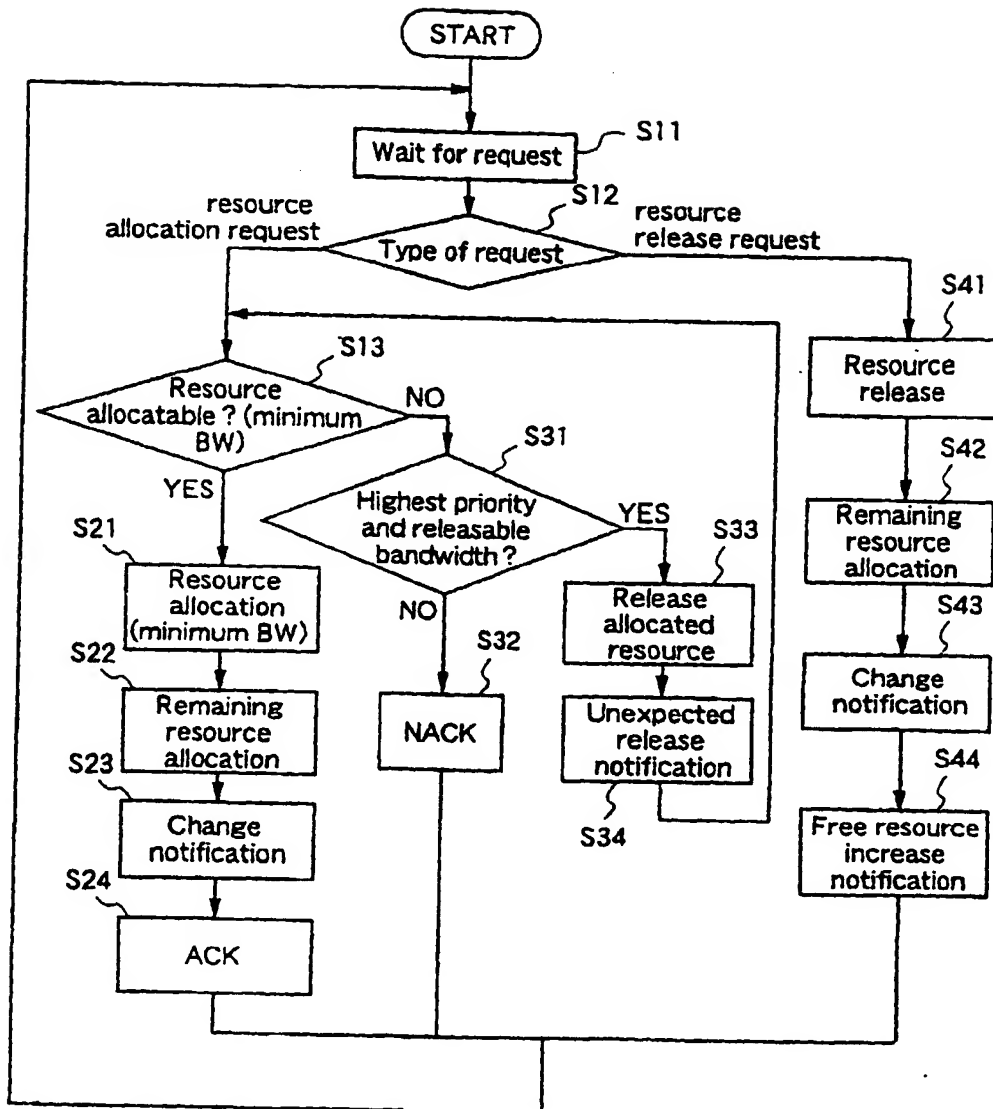 START
S11
Wait for request
S12
resource
allocation request
Type of request
resource
release request
S13
Resource
allocatable ? (minimum
BW)
NO
YES
S31
Highest priority
and releasable
bandwidth ?
YES
NO
S41
Resource
release
S42
Remaining
resource
allocation
S43
Change
notification
S44
Free resource
increase
notification
S21
Resource
allocation
(minimum BW)
S22
Remaining
resource
allocation
S23
Change
notification
S24
ACK
S32
NACK
S33
Release
allocated
resource
Unexpected
release
notification
S34